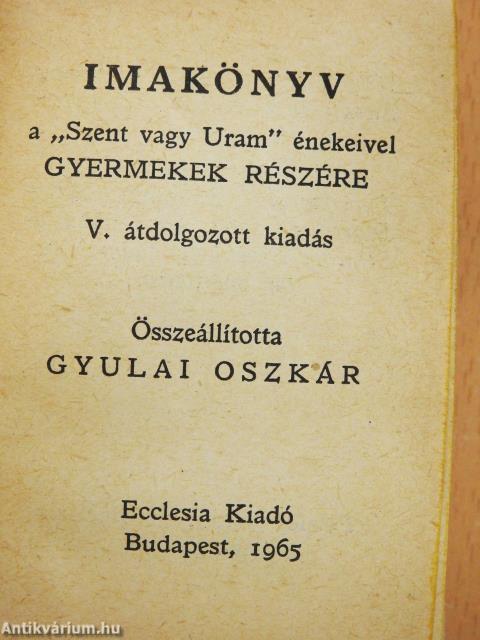 IMAKÖNYV
a „Szent vagy Uram” énekeivel
GYERMEKEK RÉSZÉRE
V. átdolgozott kiadás
Összeállította
GYULAI OSZKÁR
Ecclesia Kiadó
Budapest, 1965
Antikvárium.hu